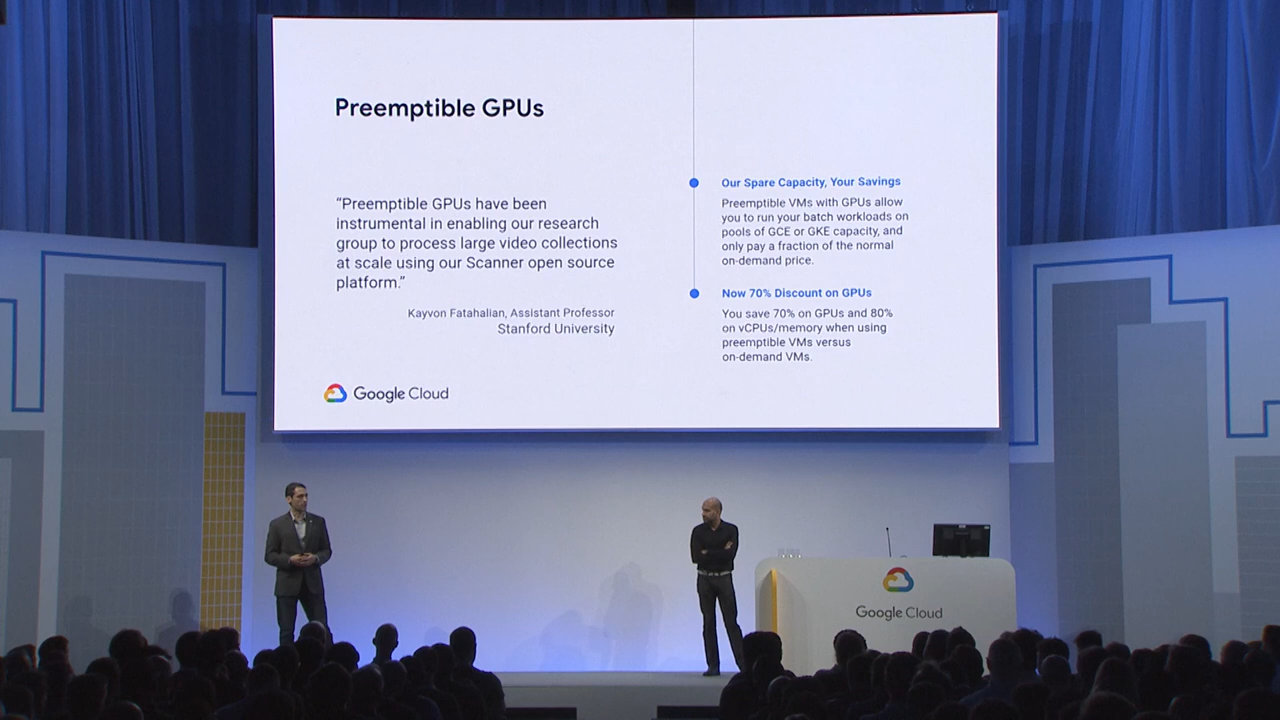 Preemptible GPUs
“Preemptible GPUs have been
instrumental in enabling our research
group to process large video collections
at scale using our Scanner open source
platform.”
Kayvon Fatahalian, Assistant Professor
Stanford University
Google Cloud
Our Spare Capacity, Your Savings
Preemptible VMs with GPUs allow
you to run your batch workloads on
pools of GCE or GKE capacity, and
only pay a fraction of the normal
on-demand price.
Now 70% Discount on GPUs
You save 70% on GPUs and 80%
on vCPUs/memory when using
preemptible VMs versus
on-demand VMs.
Google Cloud